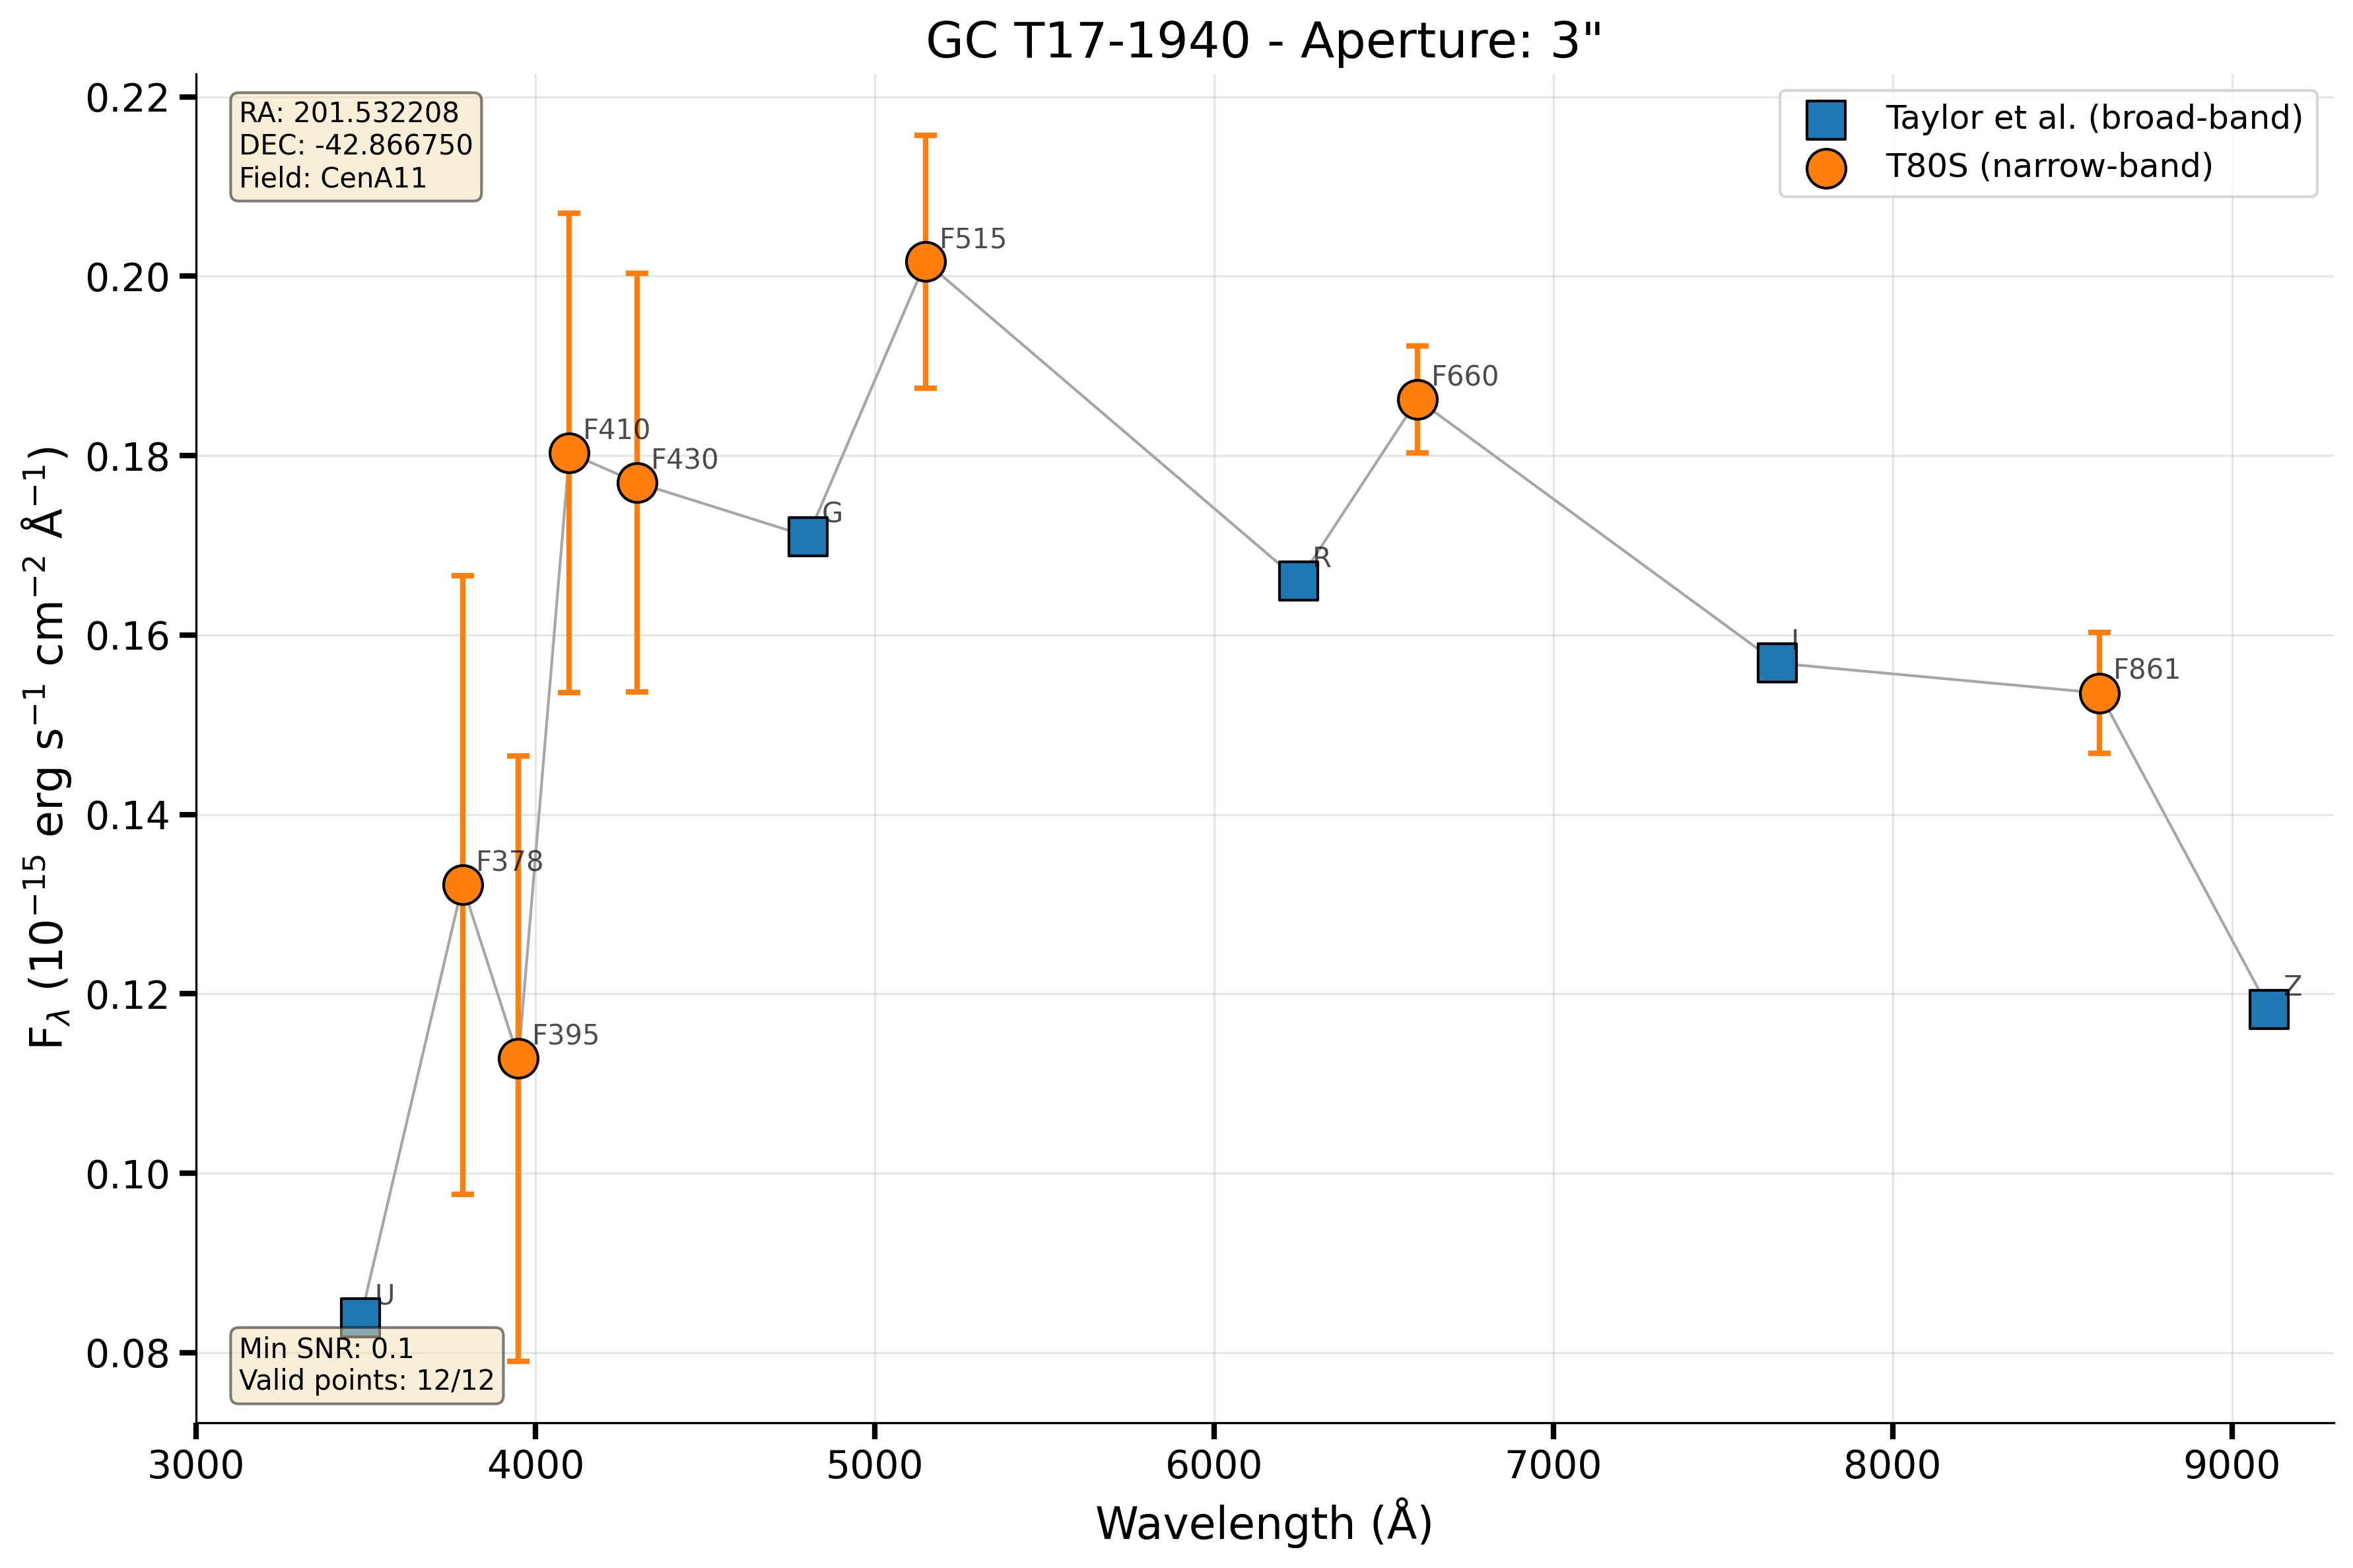 GC T17-1940 - Aperture: 3"
RA: 201.532208
DEC: -42.866750
Field: CenA11
Taylor et al. (broad-band)
T80S (narrow-band)
0.22
0.20
0.18
0.16
0.14
0.12
0.10
0.08
F515
F410
F430
G
F660
R
I
F861
F378
F395
Z
U
Min SNR: 0.1
Valid points: 12/12
3000 4000 5000 6000 7000 8000 9000
Wavelength (Å)
Fλ (10⁻¹⁵ erg s⁻¹ cm⁻² Å⁻¹)